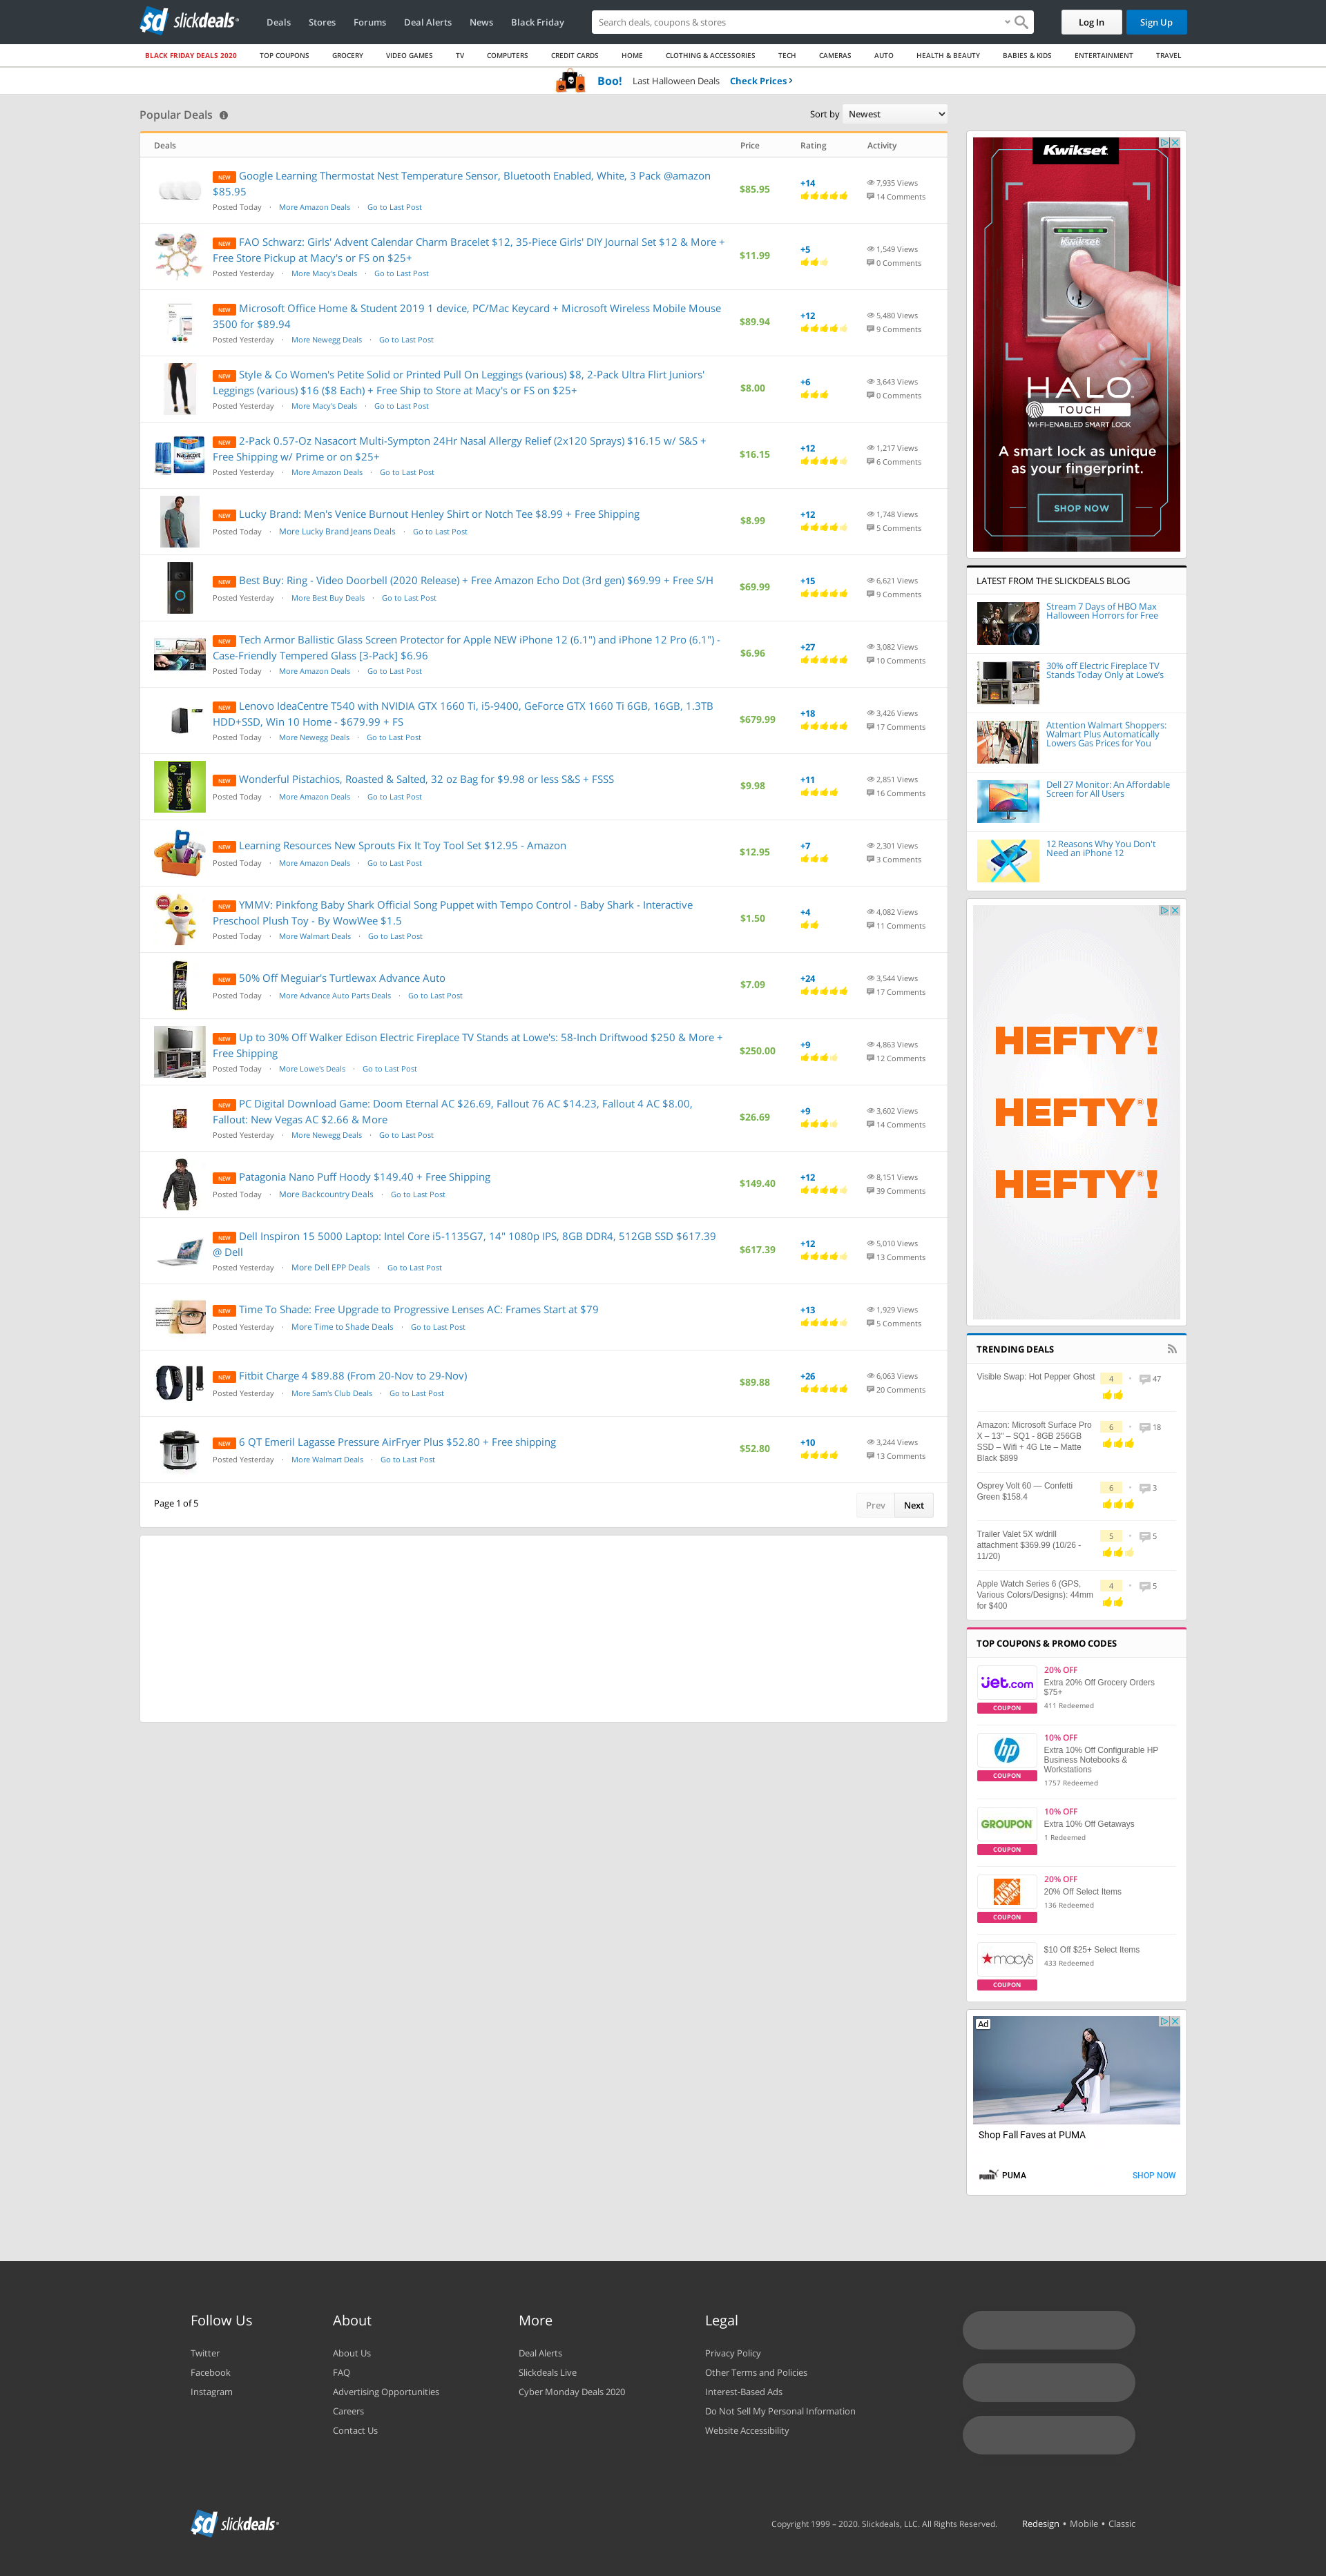 slickdeals
Deals Stores Forums Deal Alerts News Black Friday
Search deals, coupons & stores
Log In Sign Up
BLACK FRIDAY DEALS 2020 TOP COUPONS GROCERY VIDEO GAMES TV COMPUTERS CREDIT CARDS HOME CLOTHING & ACCESSORIES TECH CAMERAS AUTO HEALTH & BEAUTY BABIES & KIDS ENTERTAINMENT TRAVEL
Boo! Last Halloween Deals Check Prices ›
Popular Deals
Sort by Newest
Deals Price Rating Activity
NEW Google Learning Thermostat Nest Temperature Sensor, Bluetooth Enabled, White, 3 Pack @amazon
$85.95
Posted Today · More Amazon Deals · Go to Last Post
$85.95
+14
7,935 Views
14 Comments
NEW FAO Schwarz: Girls' Advent Calendar Charm Bracelet $12, 35-Piece Girls' DIY Journal Set $12 & More +
Free Store Pickup at Macy's or FS on $25+
Posted Yesterday · More Macy's Deals · Go to Last Post
$11.99
+5
1,549 Views
0 Comments
NEW Microsoft Office Home & Student 2019 1 device, PC/Mac Keycard + Microsoft Wireless Mobile Mouse
3500 for $89.94
Posted Yesterday · More Newegg Deals · Go to Last Post
$89.94
+12
5,480 Views
9 Comments
NEW Style & Co Women's Petite Solid or Printed Pull On Leggings (various) $8, 2-Pack Ultra Flirt Juniors'
Leggings (various) $16 ($8 Each) + Free Ship to Store at Macy's or FS on $25+
Posted Yesterday · More Macy's Deals · Go to Last Post
$8.00
+6
3,643 Views
0 Comments
NEW 2-Pack 0.57-Oz Nasacort Multi-Sympton 24Hr Nasal Allergy Relief (2x120 Sprays) $16.15 w/ S&S +
Free Shipping w/ Prime or on $25+
Posted Yesterday · More Amazon Deals · Go to Last Post
$16.15
+12
1,217 Views
6 Comments
NEW Lucky Brand: Men's Venice Burnout Henley Shirt or Notch Tee $8.99 + Free Shipping
Posted Today · More Lucky Brand Jeans Deals · Go to Last Post
$8.99
+12
1,748 Views
5 Comments
NEW Best Buy: Ring - Video Doorbell (2020 Release) + Free Amazon Echo Dot (3rd gen) $69.99 + Free S/H
Posted Yesterday · More Best Buy Deals · Go to Last Post
$69.99
+15
6,621 Views
9 Comments
NEW Tech Armor Ballistic Glass Screen Protector for Apple NEW iPhone 12 (6.1") and iPhone 12 Pro (6.1") -
Case-Friendly Tempered Glass [3-Pack] $6.96
Posted Today · More Amazon Deals · Go to Last Post
$6.96
+27
3,082 Views
10 Comments
NEW Lenovo IdeaCentre T540 with NVIDIA GTX 1660 Ti, i5-9400, GeForce GTX 1660 Ti 6GB, 16GB, 1.3TB
HDD+SSD, Win 10 Home - $679.99 + FS
Posted Today · More Newegg Deals · Go to Last Post
$679.99
+18
3,426 Views
17 Comments
NEW Wonderful Pistachios, Roasted & Salted, 32 oz Bag for $9.98 or less S&S + FSSS
Posted Today · More Amazon Deals · Go to Last Post
$9.98
+11
2,851 Views
16 Comments
NEW Learning Resources New Sprouts Fix It Toy Tool Set $12.95 - Amazon
Posted Today · More Amazon Deals · Go to Last Post
$12.95
+7
2,301 Views
3 Comments
NEW YMMV: Pinkfong Baby Shark Official Song Puppet with Tempo Control - Baby Shark - Interactive
Preschool Plush Toy - By WowWee $1.5
Posted Today · More Walmart Deals · Go to Last Post
$1.50
+4
4,082 Views
11 Comments
NEW 50% Off Meguiar's Turtlewax Advance Auto
Posted Today · More Advance Auto Parts Deals · Go to Last Post
$7.09
+24
3,544 Views
17 Comments
NEW Up to 30% Off Walker Edison Electric Fireplace TV Stands at Lowe's: 58-Inch Driftwood $250 & More +
Free Shipping
Posted Today · More Lowe's Deals · Go to Last Post
$250.00
+9
4,863 Views
12 Comments
NEW PC Digital Download Game: Doom Eternal AC $26.69, Fallout 76 AC $14.23, Fallout 4 AC $8.00,
Fallout: New Vegas AC $2.66 & More
Posted Yesterday · More Newegg Deals · Go to Last Post
$26.69
+9
3,602 Views
14 Comments
NEW Patagonia Nano Puff Hoody $149.40 + Free Shipping
Posted Today · More Backcountry Deals · Go to Last Post
$149.40
+12
8,151 Views
39 Comments
NEW Dell Inspiron 15 5000 Laptop: Intel Core i5-1135G7, 14" 1080p IPS, 8GB DDR4, 512GB SSD $617.39
@ Dell
Posted Yesterday · More Dell EPP Deals · Go to Last Post
$617.39
+12
5,010 Views
13 Comments
NEW Time To Shade: Free Upgrade to Progressive Lenses AC: Frames Start at $79
Posted Yesterday · More Time to Shade Deals · Go to Last Post
+13
1,929 Views
5 Comments
NEW Fitbit Charge 4 $89.88 (From 20-Nov to 29-Nov)
Posted Yesterday · More Sam's Club Deals · Go to Last Post
$89.88
+26
6,063 Views
20 Comments
NEW 6 QT Emeril Lagasse Pressure AirFryer Plus $52.80 + Free shipping
Posted Yesterday · More Walmart Deals · Go to Last Post
$52.80
+10
3,244 Views
13 Comments
Page 1 of 5
Prev Next
Kwikset
Kwikset
HALO
TOUCH
WI-FI-ENABLED SMART LOCK
A smart lock as unique
as your fingerprint.
SHOP NOW
LATEST FROM THE SLICKDEALS BLOG
Stream 7 Days of HBO Max
Halloween Horrors for Free
30% off Electric Fireplace TV
Stands Today Only at Lowe's
Attention Walmart Shoppers:
Walmart Plus Automatically
Lowers Gas Prices for You
Dell 27 Monitor: An Affordable
Screen for All Users
12 Reasons Why You Don't
Need an iPhone 12
HEFTY®!
HEFTY®!
HEFTY®!
TRENDING DEALS
Visible Swap: Hot Pepper Ghost 4 · 47
Amazon: Microsoft Surface Pro 6 · 18
X – 13" – SQ1 - 8GB 256GB
SSD – Wifi + 4G Lte – Matte
Black $899
Osprey Volt 60 — Confetti 6 · 3
Green $158.4
Trailer Valet 5X w/drill 5 · 5
attachment $369.99 (10/26 -
11/20)
Apple Watch Series 6 (GPS, 4 · 5
Various Colors/Designs): 44mm
for $400
TOP COUPONS & PROMO CODES
jet.com
COUPON
20% OFF
Extra 20% Off Grocery Orders
$75+
411 Redeemed
hp
COUPON
10% OFF
Extra 10% Off Configurable HP
Business Notebooks &
Workstations
1757 Redeemed
GROUPON
COUPON
10% OFF
Extra 10% Off Getaways
1 Redeemed
THE HOME DEPOT
COUPON
20% OFF
20% Off Select Items
136 Redeemed
macy's
COUPON
$10 Off $25+ Select Items
433 Redeemed
Ad
Shop Fall Faves at PUMA
PUMA SHOP NOW
Follow Us
Twitter
Facebook
Instagram
About
About Us
FAQ
Advertising Opportunities
Careers
Contact Us
More
Deal Alerts
Slickdeals Live
Cyber Monday Deals 2020
Legal
Privacy Policy
Other Terms and Policies
Interest-Based Ads
Do Not Sell My Personal Information
Website Accessibility
slickdeals
Copyright 1999 – 2020. Slickdeals, LLC. All Rights Reserved. Redesign • Mobile • Classic